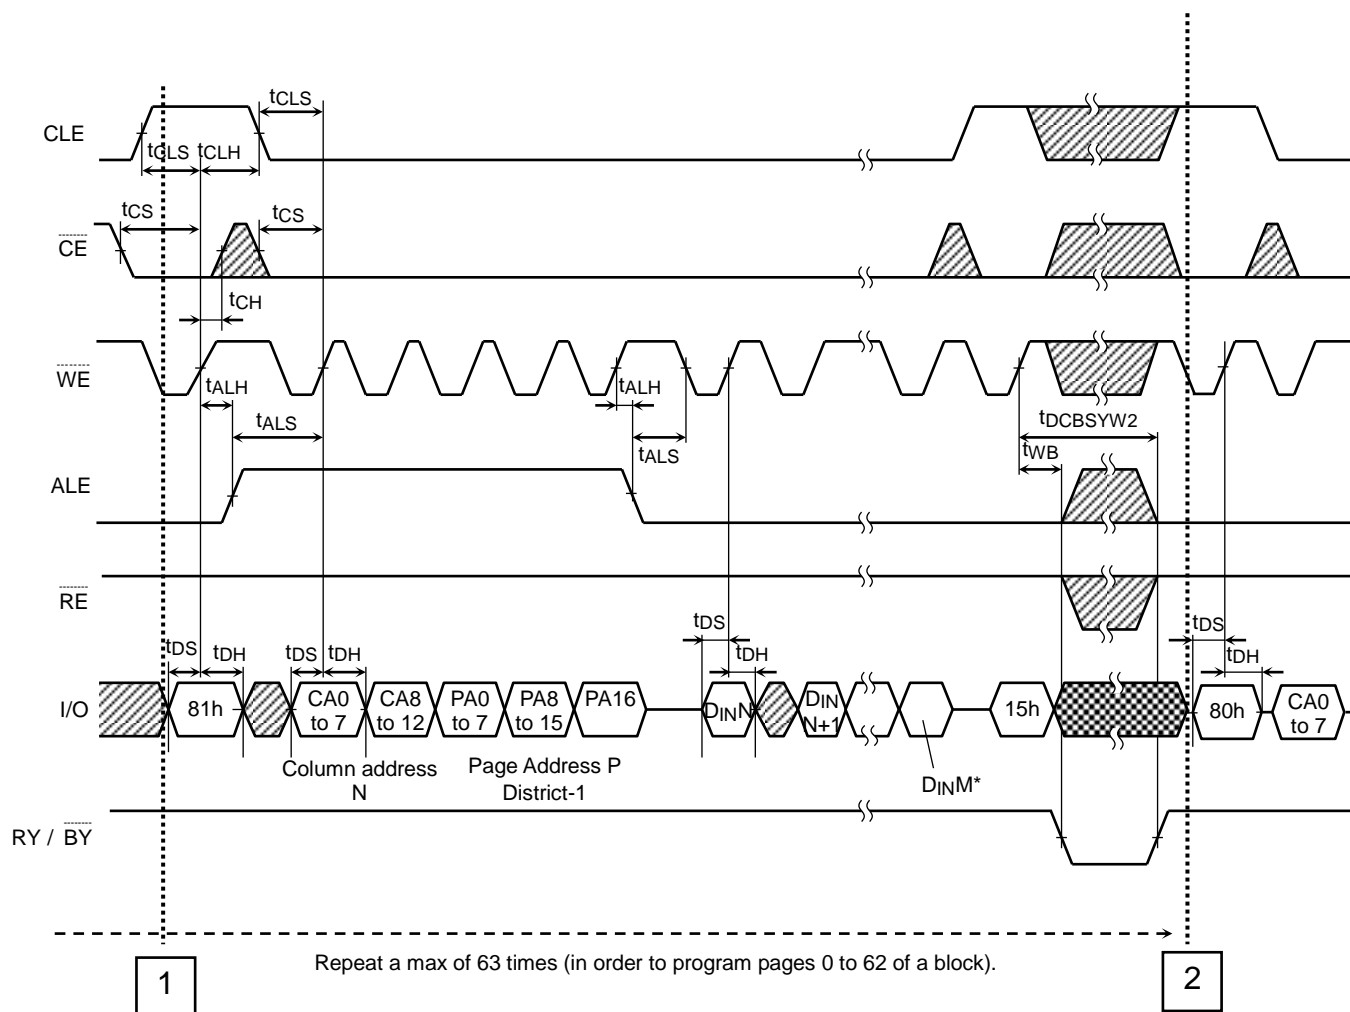 tCLS
CLE
tCLS tCLH
tCS tCS
CE
tCH
WE
tALH tALH
tALS tDCBSYW2
tALS tWB
ALE
RE
tDS tDS
tDS tDH tDS tDH tDH tDH
I/O 81h CA0 to 7 CA8 to 12 PA0 to 7 PA8 to 15 PA16 DINN DIN N+1 15h 80h CA0 to 7
Column address N
Page Address P
District-1
DINM*
RY / BY
Repeat a max of 63 times (in order to program pages 0 to 62 of a block).
1 2